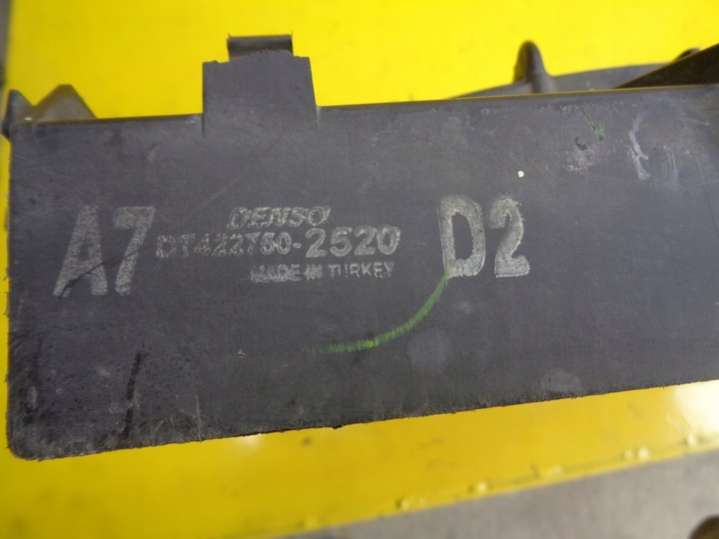 DENSO
A7 DT422750-2520 D2
MADE IN TURKEY